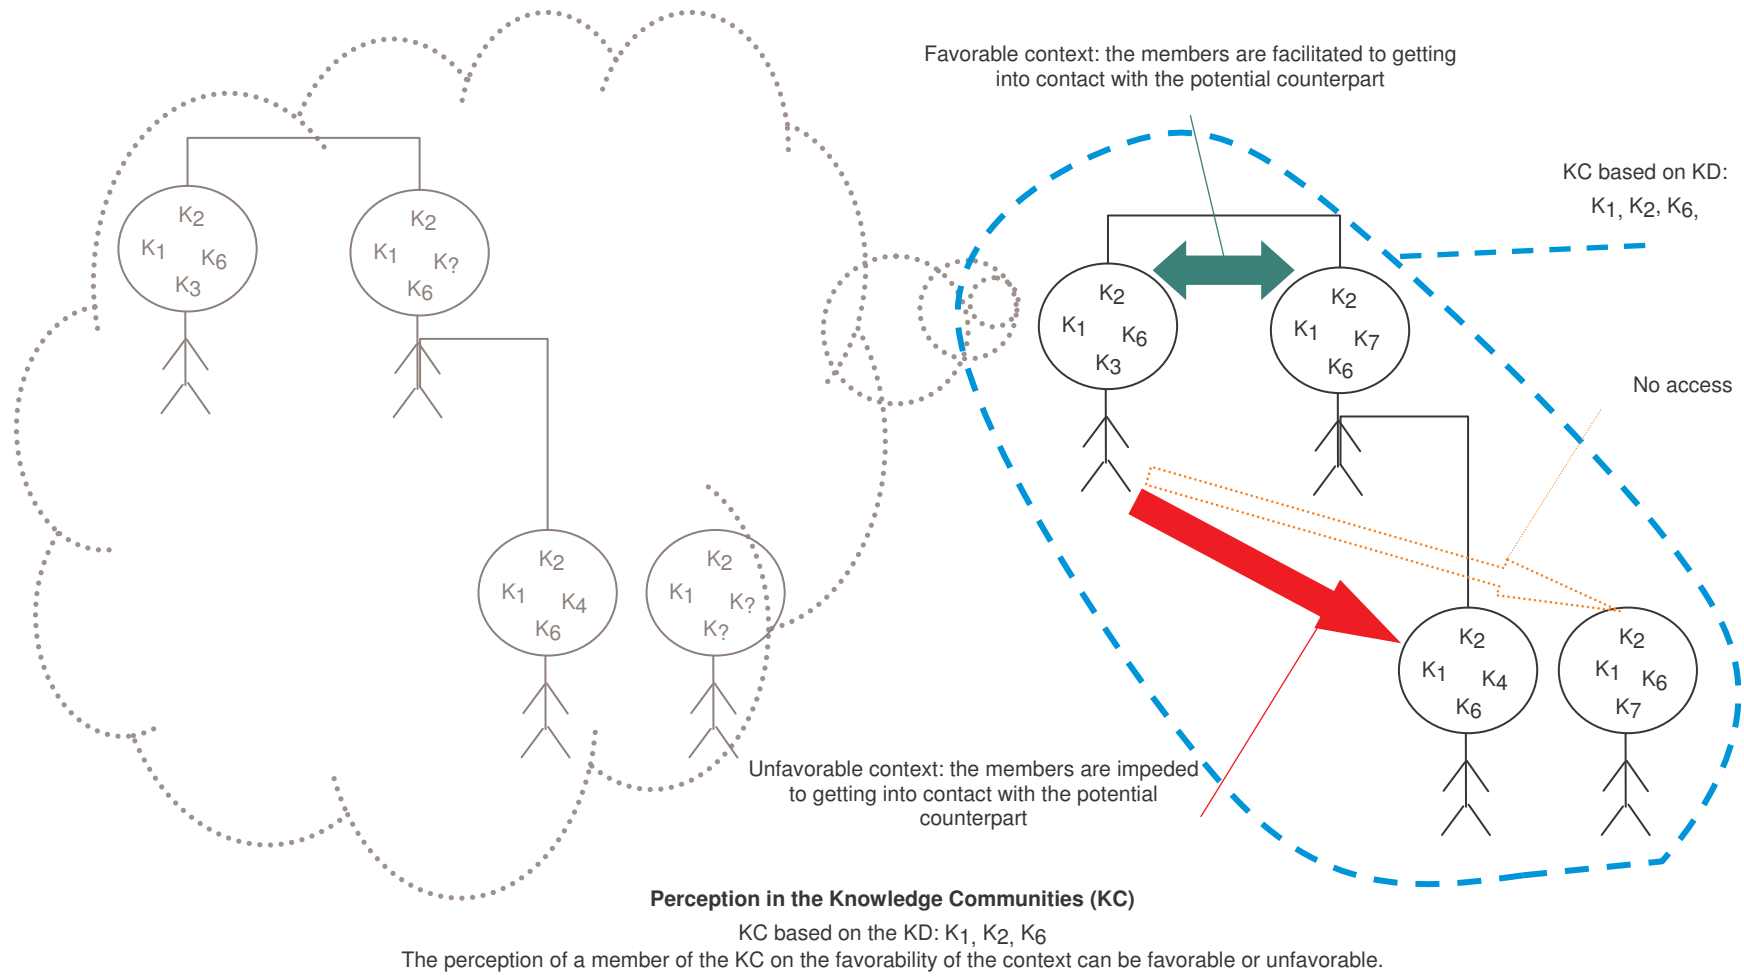 Favorable context: the members are facilitated to getting
into contact with the potential counterpart
KC based on KD:
K1, K2, K6,
K2
K1 K6
K3
K2
K1 K?
K6
K2
K1 K6
K3
K2
K1 K7
K6
No access
K2
K1 K4
K6
K2
K1 K?
K?
K2
K1 K4
K6
K2
K1 K6
K7
Unfavorable context: the members are impeded
to getting into contact with the potential
counterpart
Perception in the Knowledge Communities (KC)
KC based on the KD: K1, K2, K6
The perception of a member of the KC on the favorability of the context can be favorable or unfavorable.